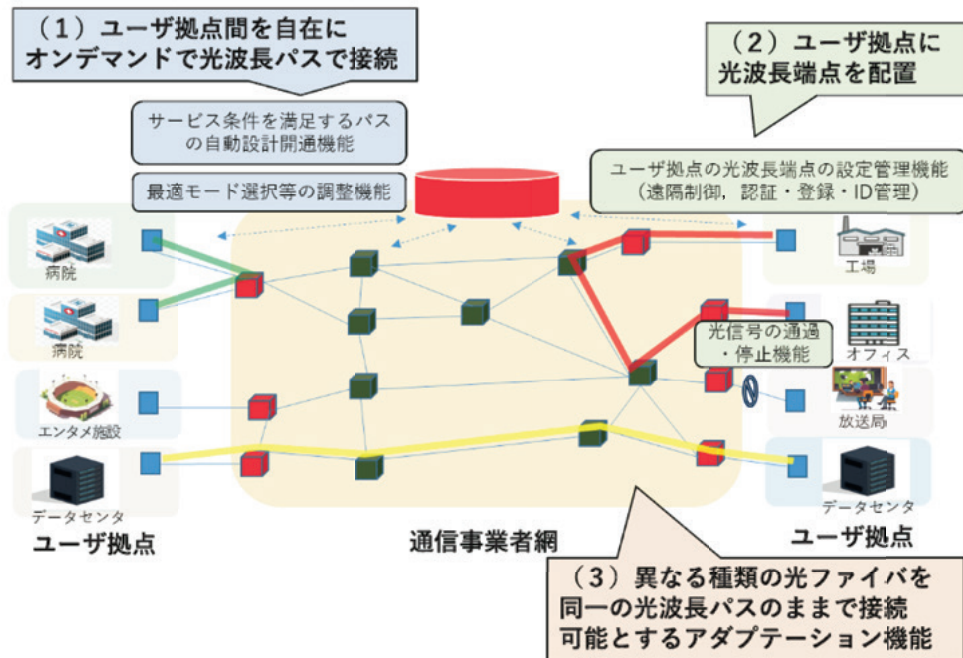 （1）ユーザ拠点間を自在に
オンデマンドで光波長パスで接続
（2）ユーザ拠点に
光波長端点を配置
サービス条件を満足するパス
の自動設計開通機能
最適モード選択等の調整機能
ユーザ拠点の光波長端点の設定管理機能
（遠隔制御，認証・登録・ID管理）
病院
病院
エンタメ施設
データセンタ
ユーザ拠点
工場
光信号の通過
・停止機能
オフィス
放送局
データセンタ
ユーザ拠点
通信事業者網
（3）異なる種類の光ファイバを
同一の光波長パスのままで接続
可能とするアダプテーション機能